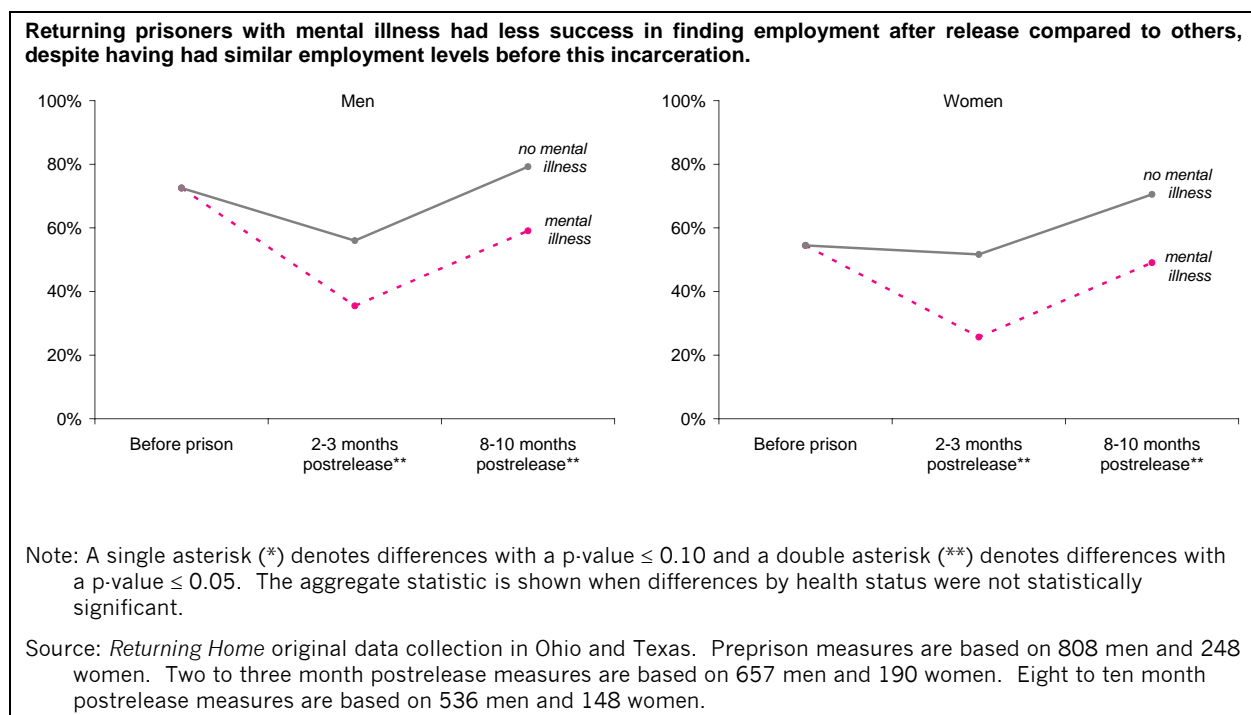 Returning prisoners with mental illness had less success in finding employment after release compared to others,
despite having had similar employment levels before this incarceration.
Men
100%
80%
60%
40%
20%
0%
no mental
illness
mental
illness
Before prison
2-3 months
postrelease**
8-10 months
postrelease**
Women
100%
80%
60%
40%
20%
0%
no mental
illness
mental
illness
Before prison
2-3 months
postrelease**
8-10 months
postrelease**
Note: A single asterisk (*) denotes differences with a p-value ≤ 0.10 and a double asterisk (**) denotes differences with
a p-value ≤ 0.05. The aggregate statistic is shown when differences by health status were not statistically
significant.
Source: Returning Home original data collection in Ohio and Texas. Preprison measures are based on 808 men and 248
women. Two to three month postrelease measures are based on 657 men and 190 women. Eight to ten month
postrelease measures are based on 536 men and 148 women.